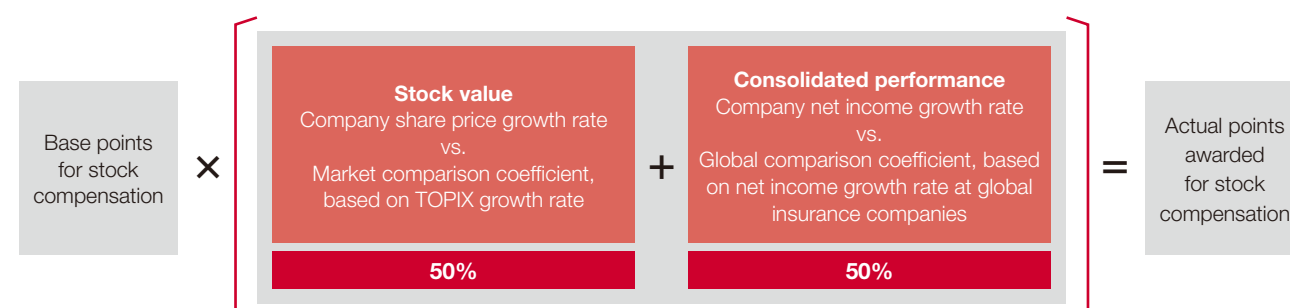 Base points
for stock
compensation
×
Stock value
Company share price growth rate
vs.
Market comparison coefficient,
based on TOPIX growth rate
50%
+
Consolidated performance
Company net income growth rate
vs.
Global comparison coefficient, based
on net income growth rate at global
insurance companies
50%
=
Actual points
awarded
for stock
compensation